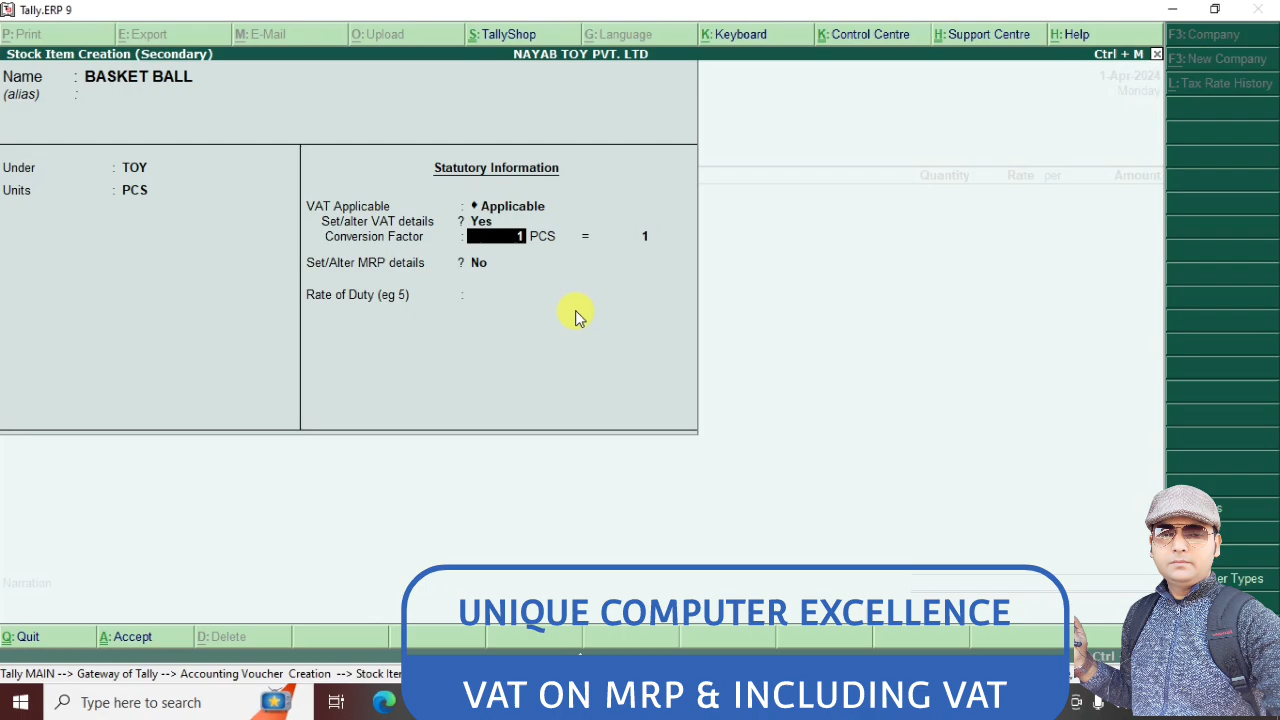 Tally.ERP 9
P: Print E: Export M: E-Mail O: Upload S: TallyShop G: Language K: Keyboard K: Control Centre H: Support Centre H: Help F3: Company
Stock Item Creation (Secondary) NAYAB TOY PVT. LTD Ctrl + M
F3: New Company
L: Tax Rate History
Name : BASKET BALL
(alias) :
1-Apr-2024
Monday
Under : TOY
Units : PCS
Statutory Information
VAT Applicable : ♦ Applicable
Set/alter VAT details ? Yes
Conversion Factor : 1 PCS = 1
Set/Alter MRP details ? No
Rate of Duty (eg 5) :
Quantity Rate per Amount
Narration
Q: Quit A: Accept D: Delete
Tally MAIN --> Gateway of Tally --> Accounting Voucher Creation --> Stock Iter
Type here to search
UNIQUE COMPUTER EXCELLENCE
VAT ON MRP & INCLUDING VAT